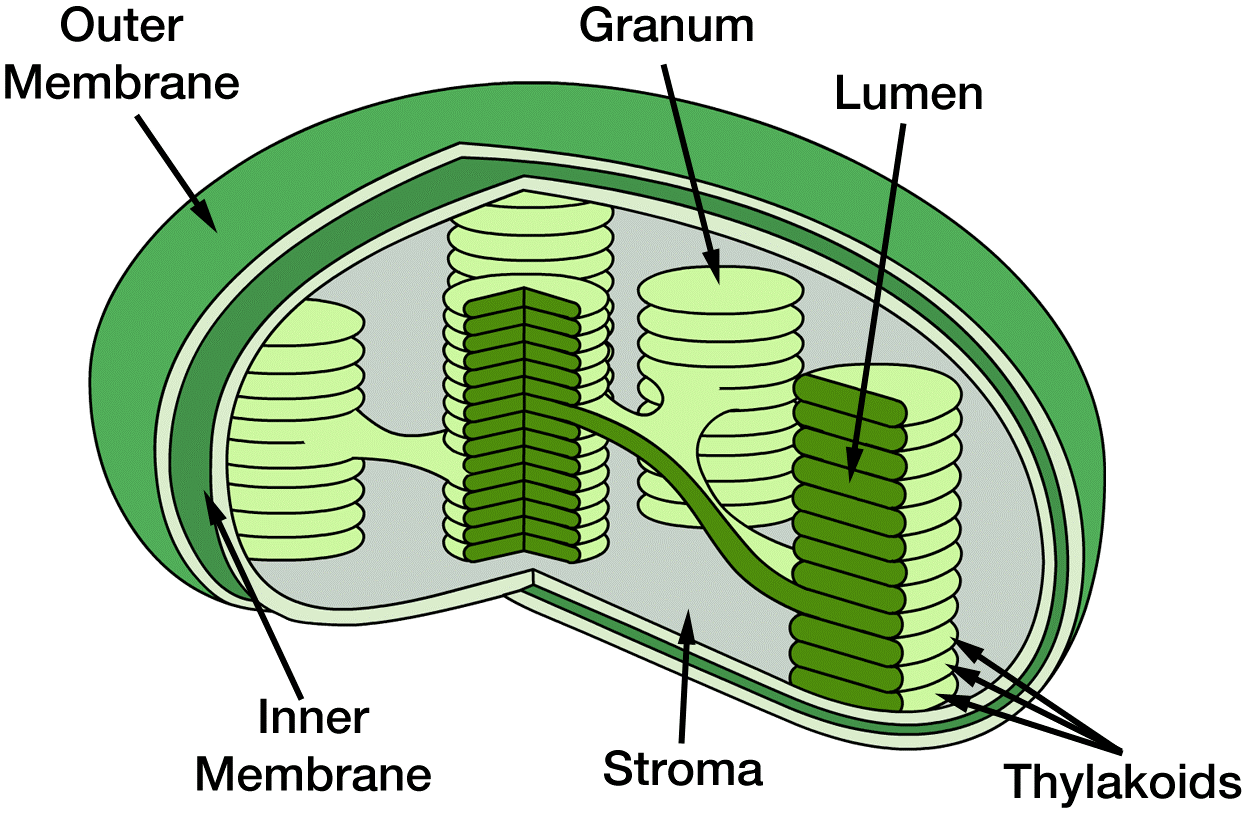 Outer
Membrane
Granum
Lumen
Inner
Membrane
Stroma
Thylakoids